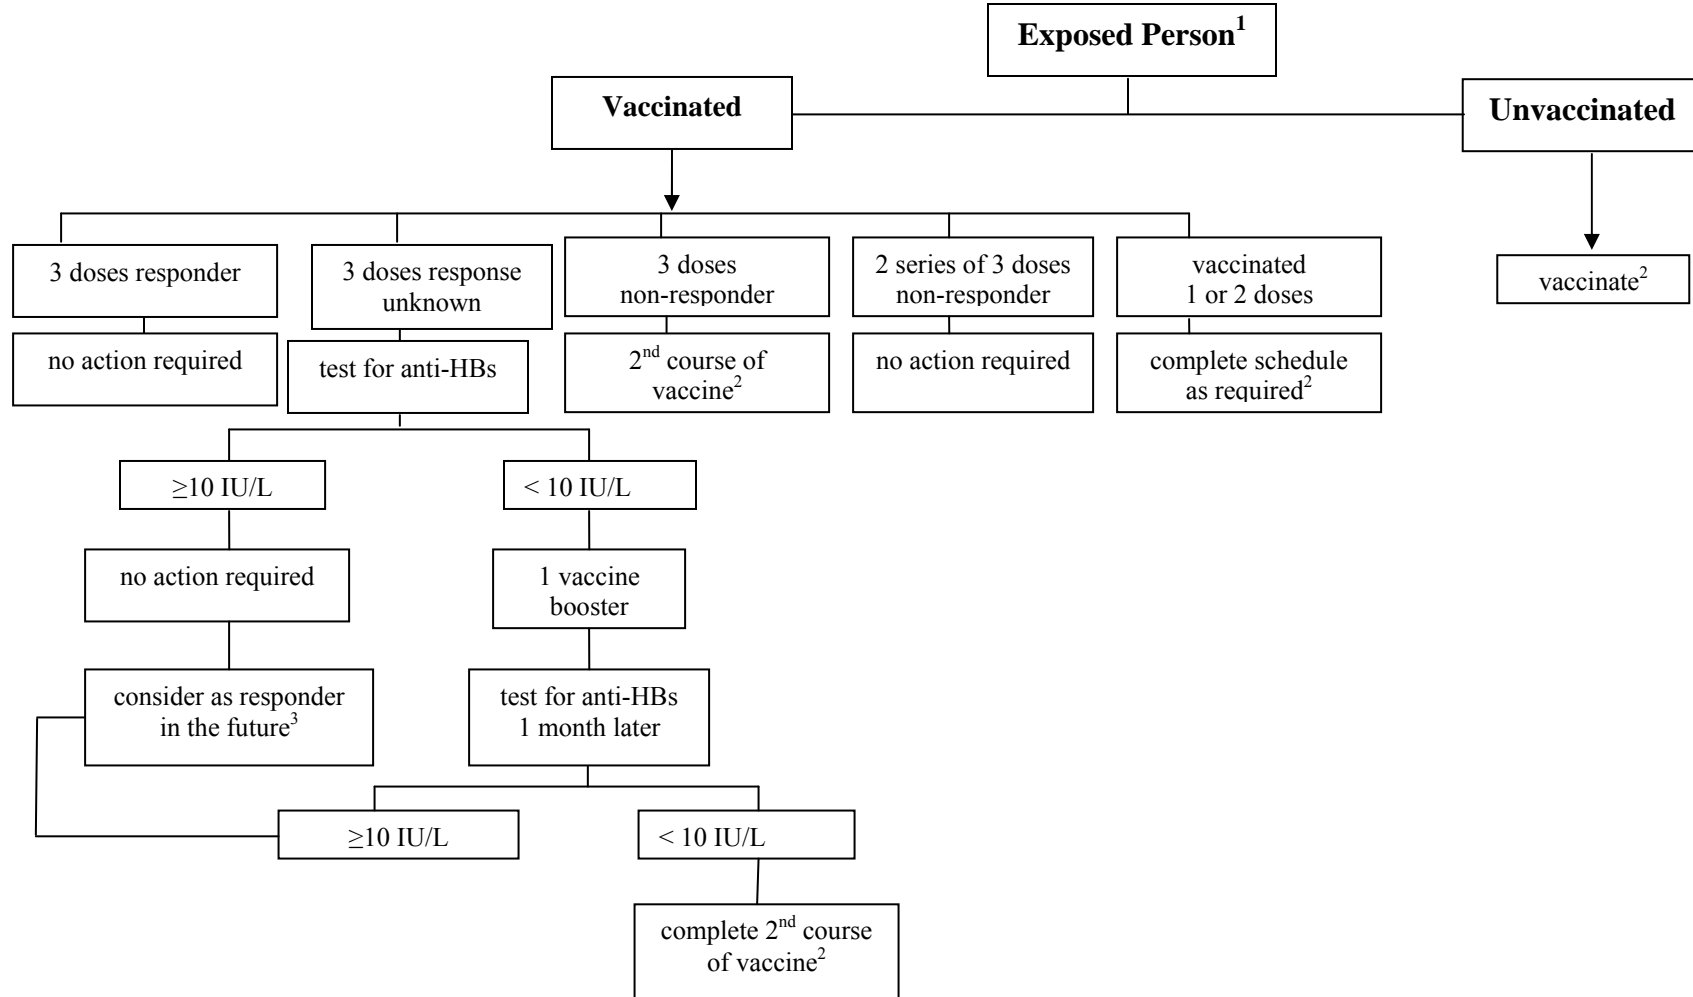 Exposed Person¹
Vaccinated
Unvaccinated
3 doses responder
3 doses response
unknown
3 doses
non-responder
2 series of 3 doses
non-responder
vaccinated
1 or 2 doses
vaccinate²
no action required
test for anti-HBs
2ⁿᵈ course of
vaccine²
no action required
complete schedule
as required²
≥10 IU/L
< 10 IU/L
no action required
1 vaccine
booster
consider as responder
in the future³
test for anti-HBs
1 month later
≥10 IU/L
< 10 IU/L
complete 2ⁿᵈ course
of vaccine²